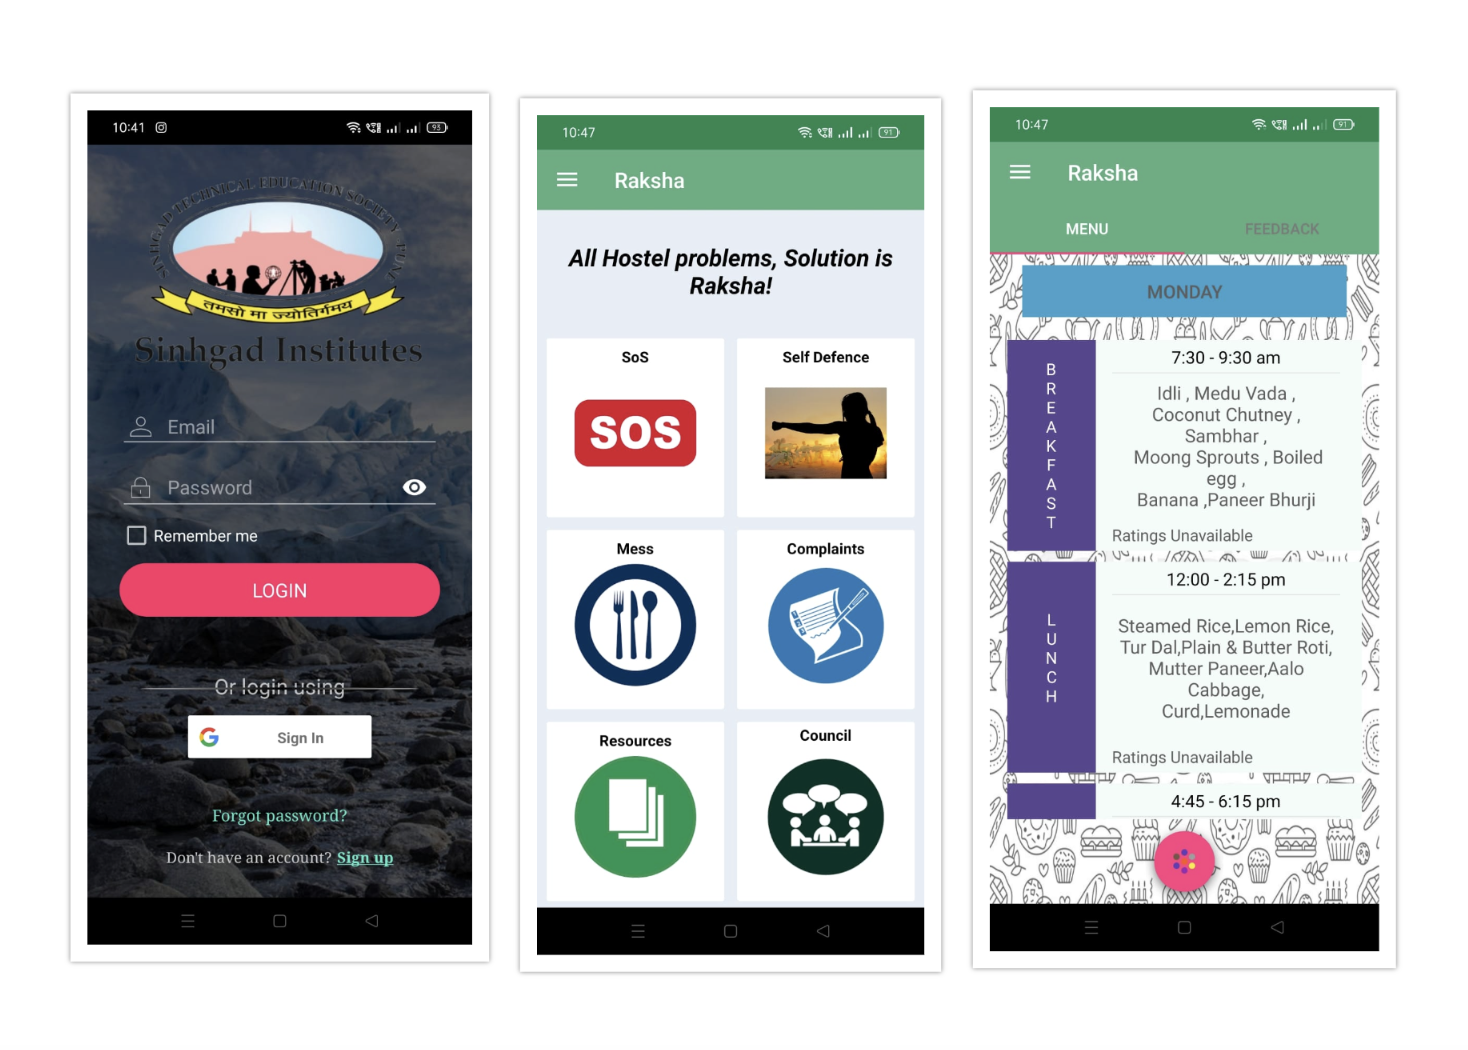 10:41
93
SINHGAD TECHNICAL EDUCATION SOCIETY PUNE
तमसो मा ज्योतिर्गमय
Sinhgad Institutes
Email
Password
Remember me
LOGIN
Or login using
G Sign In
Forgot password?
Don't have an account? Sign up
10:47
91
Raksha
All Hostel problems, Solution is
Raksha!
SoS
Self Defence
SOS
Mess
Complaints
Resources
Council
10:47
91
Raksha
MENU
FEEDBACK
MONDAY
BREAKFAST
7:30 - 9:30 am
Idli , Medu Vada ,
Coconut Chutney ,
Sambhar ,
Moong Sprouts , Boiled
egg ,
Banana ,Paneer Bhurji
Ratings Unavailable
LUNCH
12:00 - 2:15 pm
Steamed Rice,Lemon Rice,
Tur Dal,Plain & Butter Roti,
Mutter Paneer,Aalo
Cabbage,
Curd,Lemonade
Ratings Unavailable
4:45 - 6:15 pm